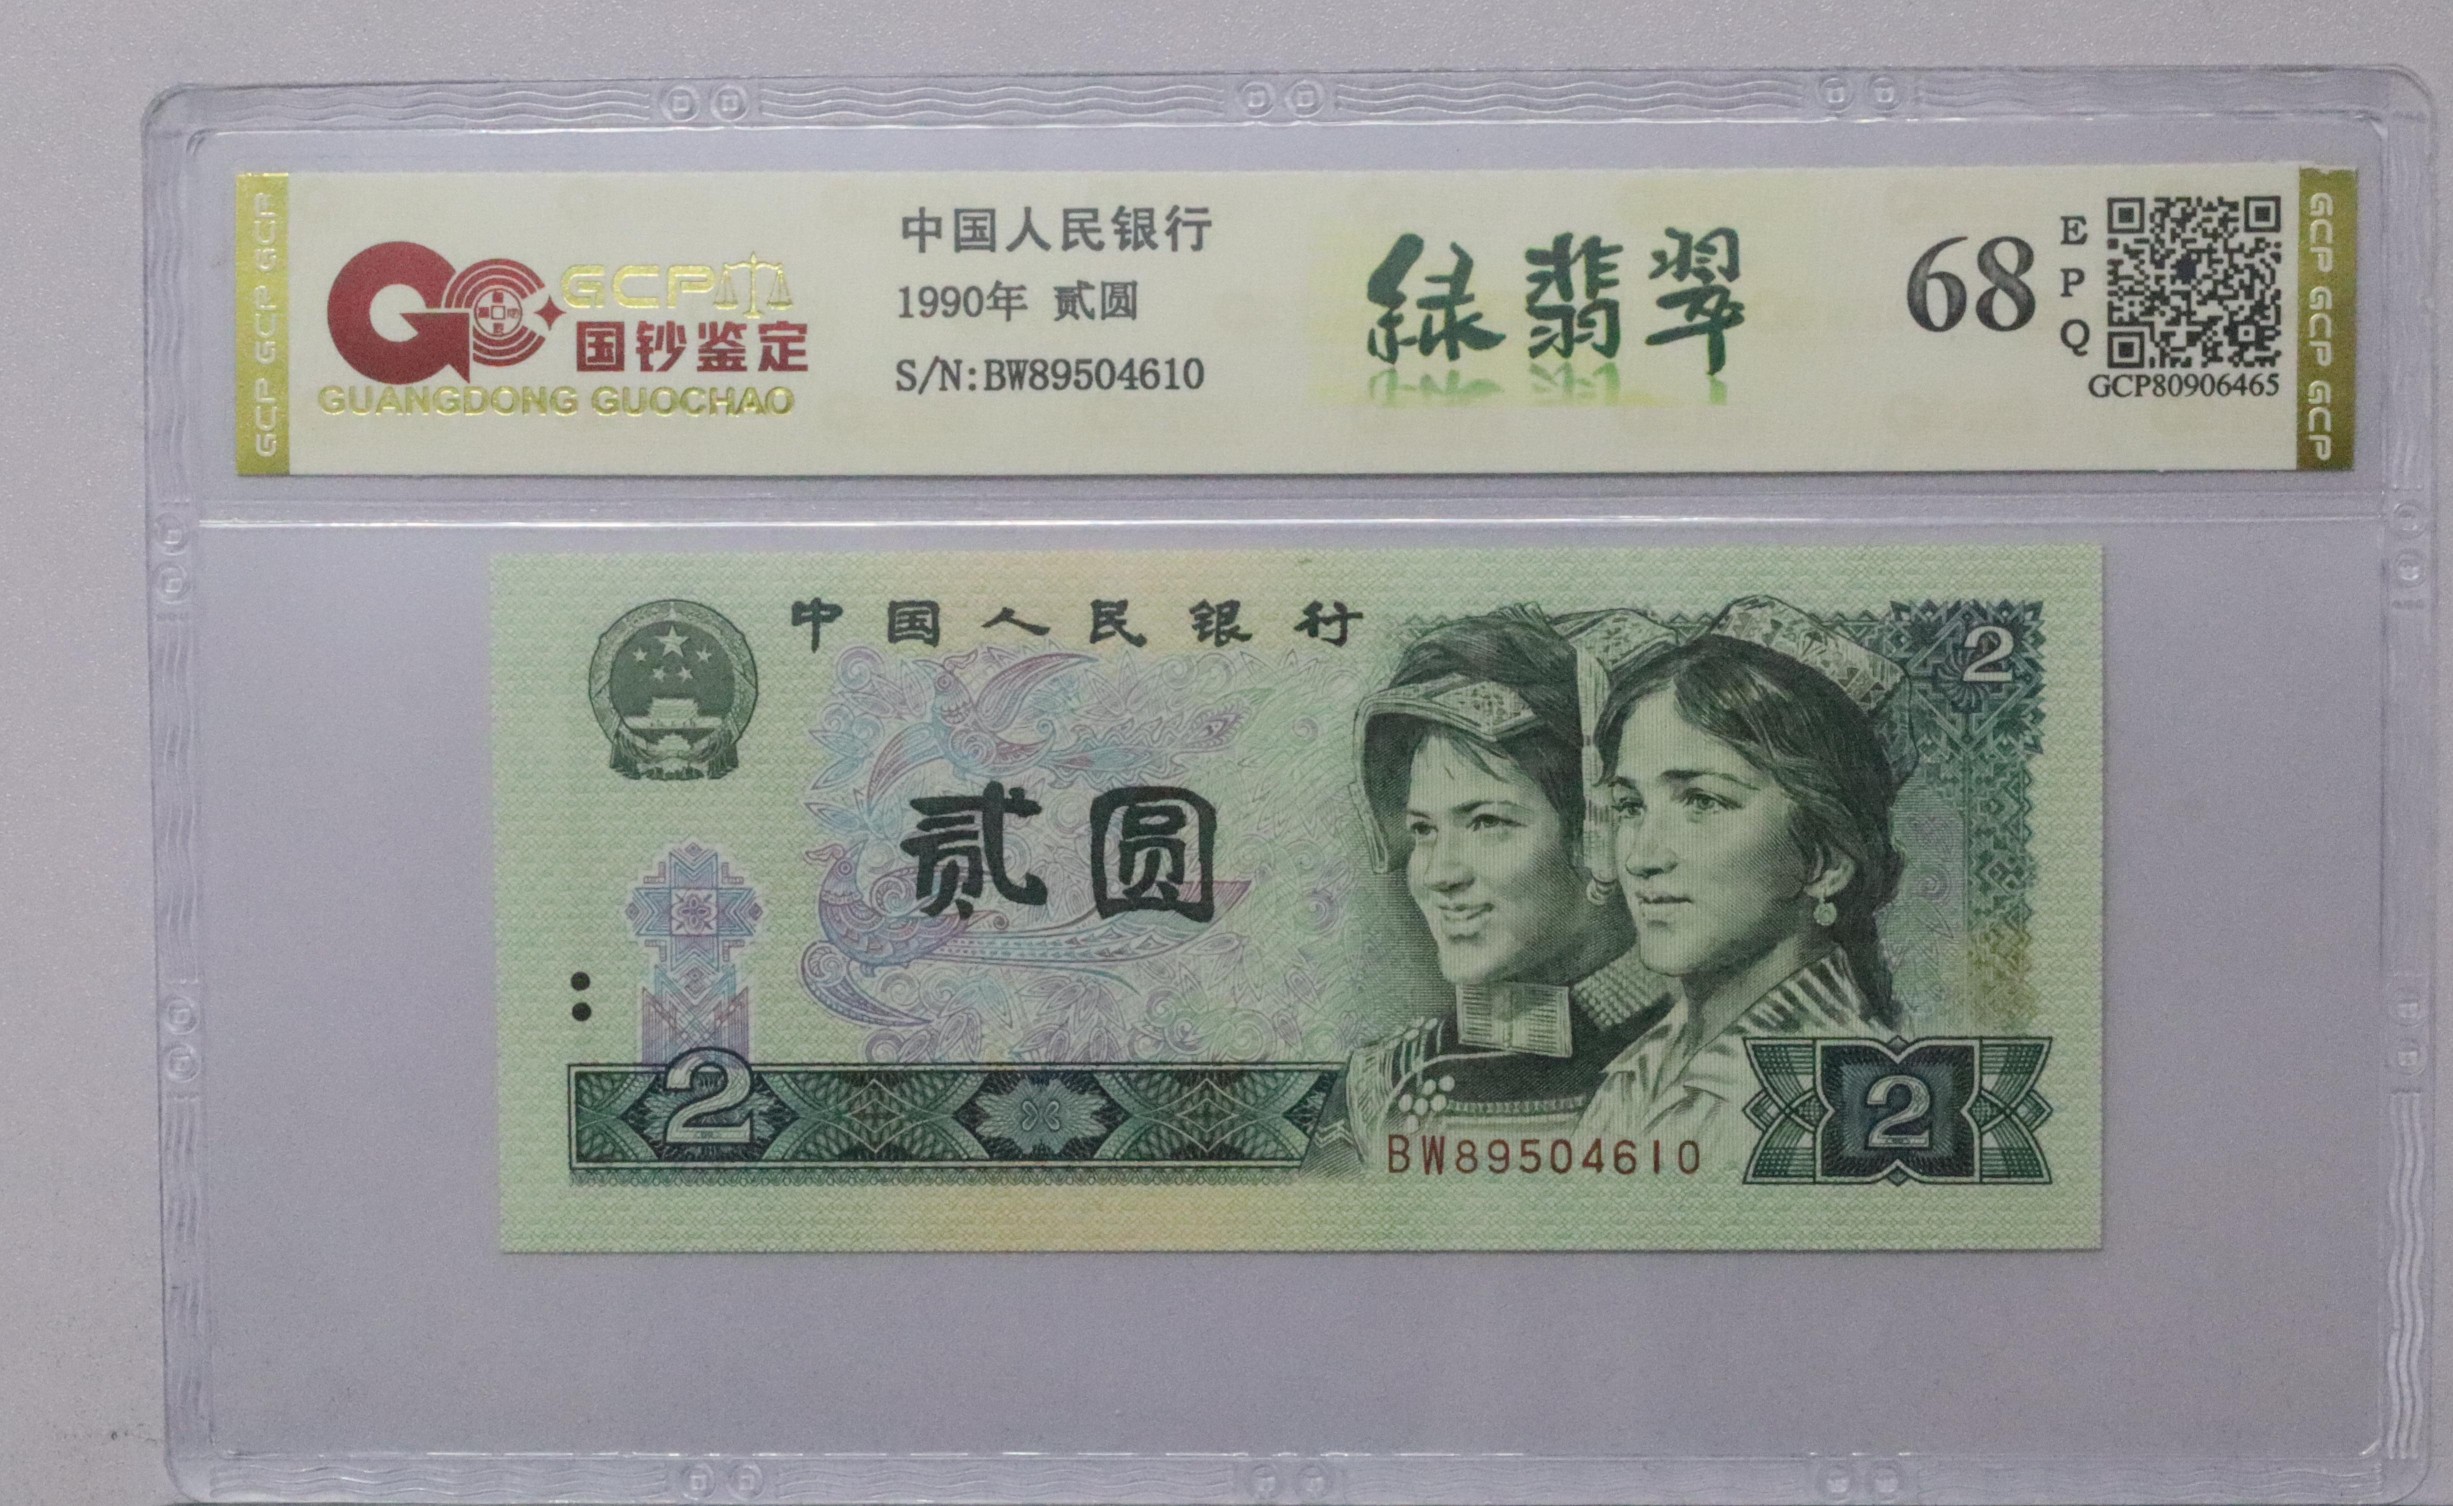 GCP GCP GCP
GC
GCP
国钞鉴定
GUANGDONG GUOCHAO
中国人民银行
1990年 贰圆
S/N:BW89504610
绿翡翠
68
EPQ
GCP80906465
GCP GCP GCP
中国人民银行
2
贰圆
2
BW89504610
2